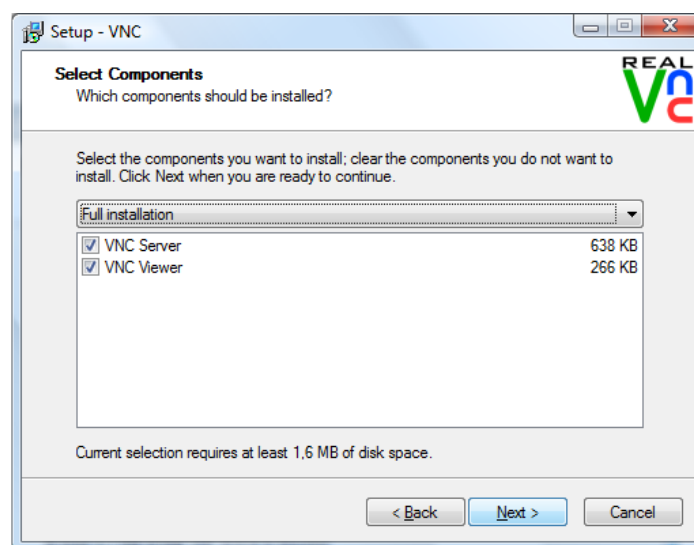 Setup - VNC
Select Components
Which components should be installed?
REAL
VNC
Select the components you want to install; clear the components you do not want to
install. Click Next when you are ready to continue.
Full installation
VNC Server 638 KB
VNC Viewer 266 KB
Current selection requires at least 1,6 MB of disk space.
< Back Next > Cancel